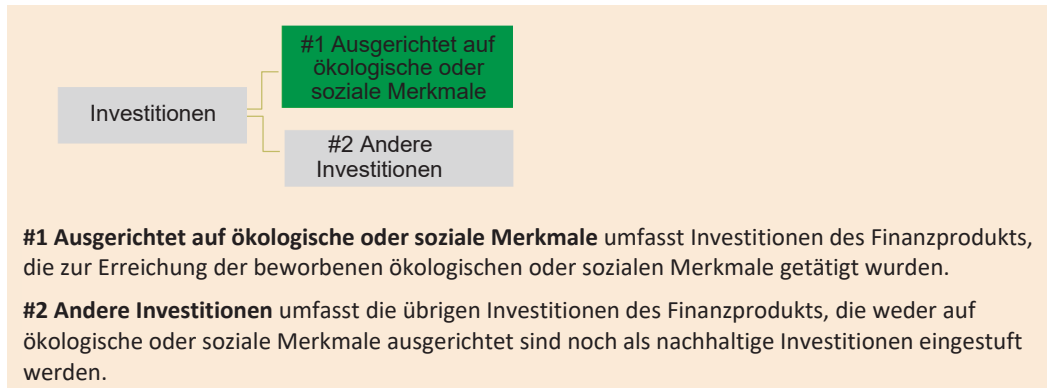 #1 Ausgerichtet auf
ökologische oder
soziale Merkmale
Investitionen
#2 Andere
Investitionen
#1 Ausgerichtet auf ökologische oder soziale Merkmale umfasst Investitionen des Finanzprodukts,
die zur Erreichung der beworbenen ökologischen oder sozialen Merkmale getätigt wurden.
#2 Andere Investitionen umfasst die übrigen Investitionen des Finanzprodukts, die weder auf
ökologische oder soziale Merkmale ausgerichtet sind noch als nachhaltige Investitionen eingestuft
werden.